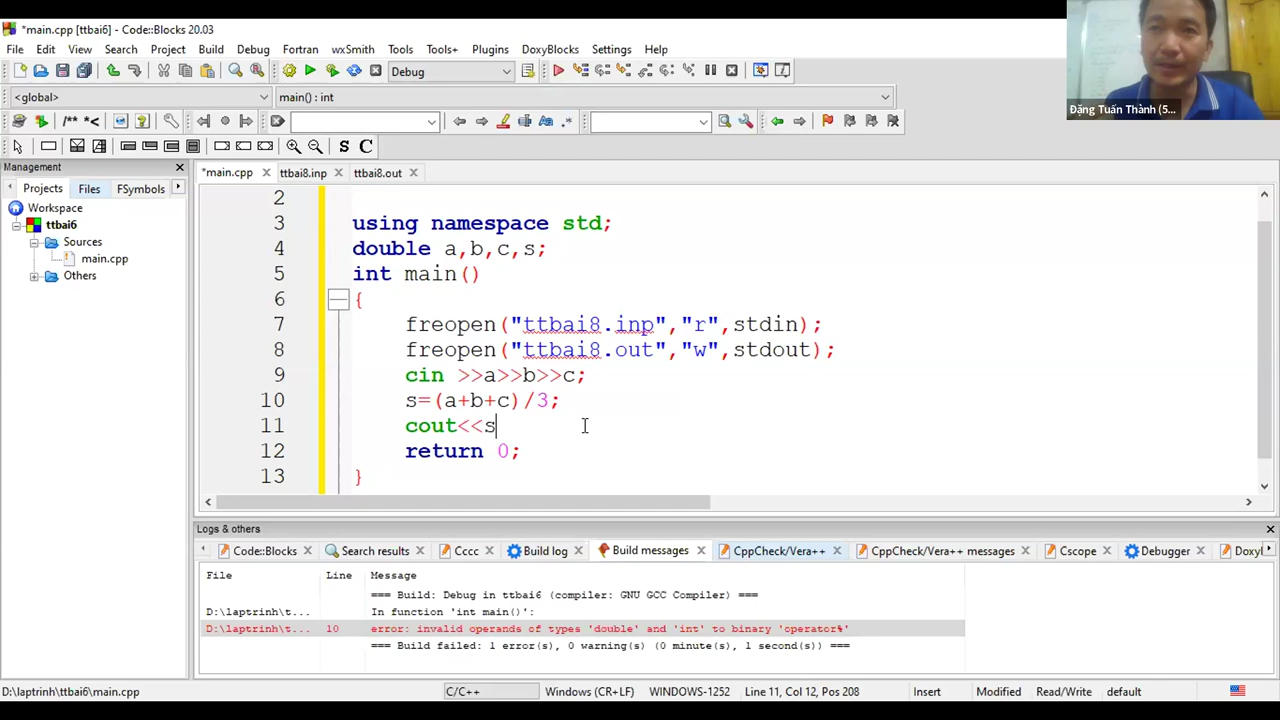 *main.cpp [ttbai6] - Code::Blocks 20.03
File Edit View Search Project Build Debug Fortran wxSmith Tools Tools+ Plugins DoxyBlocks Settings Help
Debug
<global> main() : int
Đặng Tuấn Thành (5...
/** *<
.*
S C
Management
*main.cpp ttbai8.inp ttbai8.out
Projects Files FSymbols
Workspace
ttbai6
Sources
main.cpp
Others
2
3 using namespace std;
4 double a,b,c,s;
5 int main()
6 {
7 freopen("ttbai8.inp","r",stdin);
8 freopen("ttbai8.out","w",stdout);
9 cin >>a>>b>>c;
10 s=(a+b+c)/3;
11 cout<<s
12 return 0;
13 }
Logs & others
Code::Blocks Search results Cccc Build log Build messages CppCheck/Vera++ CppCheck/Vera++ messages Cscope Debugger Doxyl
File Line Message
=== Build: Debug in ttbai6 (compiler: GNU GCC Compiler) ===
D:\laptrinh\t... In function 'int main()':
D:\laptrinh\t... 10 error: invalid operands of types 'double' and 'int' to binary 'operator%'
=== Build failed: 1 error(s), 0 warning(s) (0 minute(s), 1 second(s)) ===
D:\laptrinh\ttbai6\main.cpp C/C++ Windows (CR+LF) WINDOWS-1252 Line 11, Col 12, Pos 208 Insert Modified Read/Write default